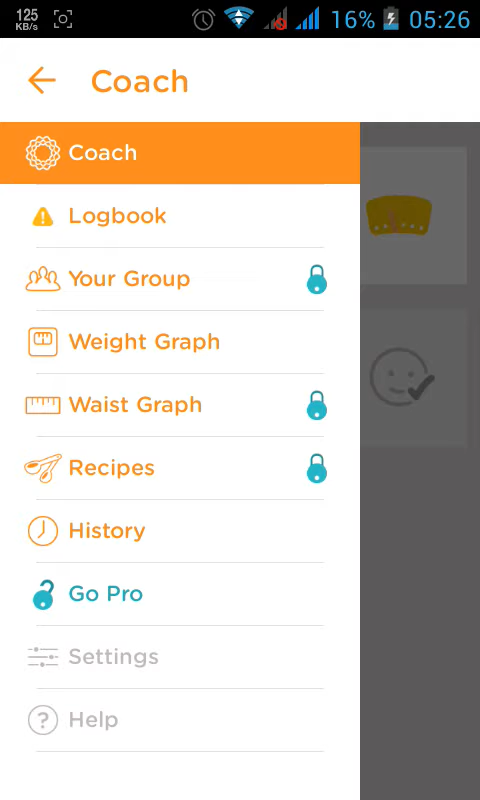 125
KB/s
16%
05:26
Coach
Coach
Logbook
Your Group
Weight Graph
Waist Graph
Recipes
History
Go Pro
Settings
? Help